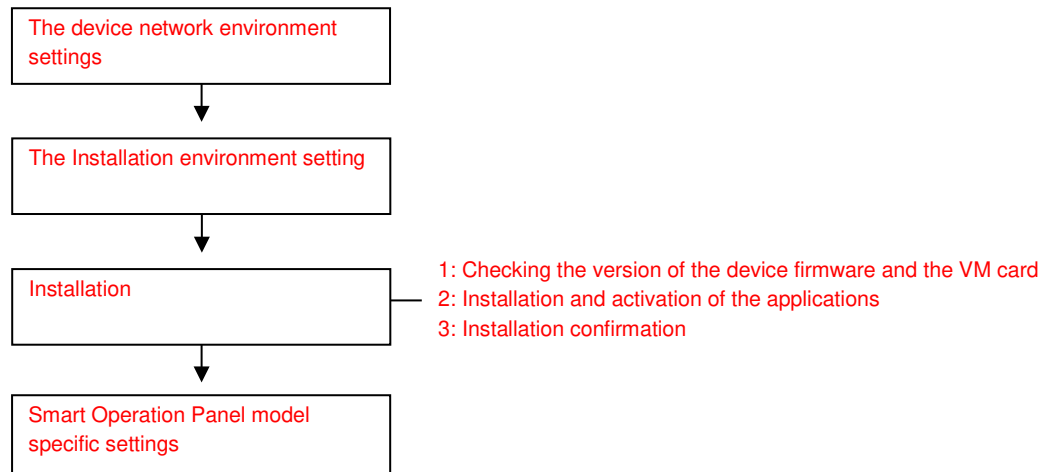 The device network environment
settings
The Installation environment setting
Installation
1: Checking the version of the device firmware and the VM card
2: Installation and activation of the applications
3: Installation confirmation
Smart Operation Panel model
specific settings